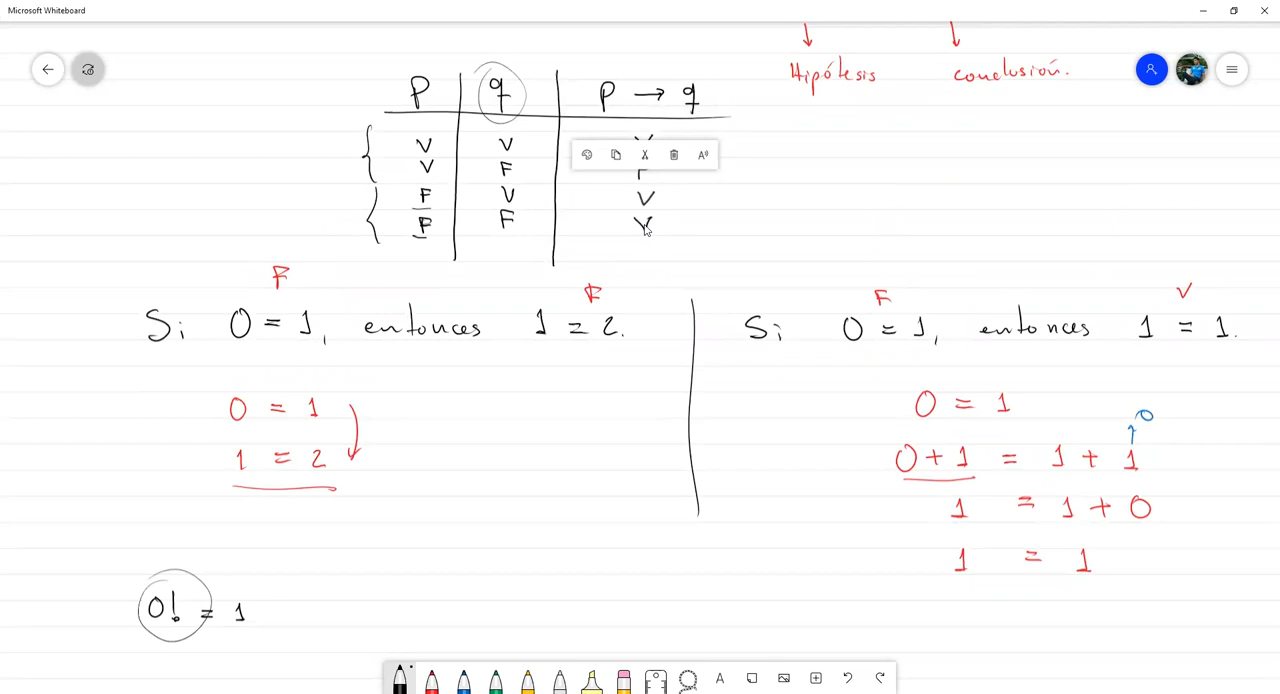 Microsoft Whiteboard
Hipótesis conclusión.
p q p → q
V V V
V F F
F V V
F F V
F F F V
Si 0 = 1, entonces 1 = 2. Si 0 = 1, entonces 1 = 1.
0 = 1 0 = 1
0
1 = 2 0 + 1 = 1 + 1
1 = 1 + 0
1 = 1
0! = 1
A